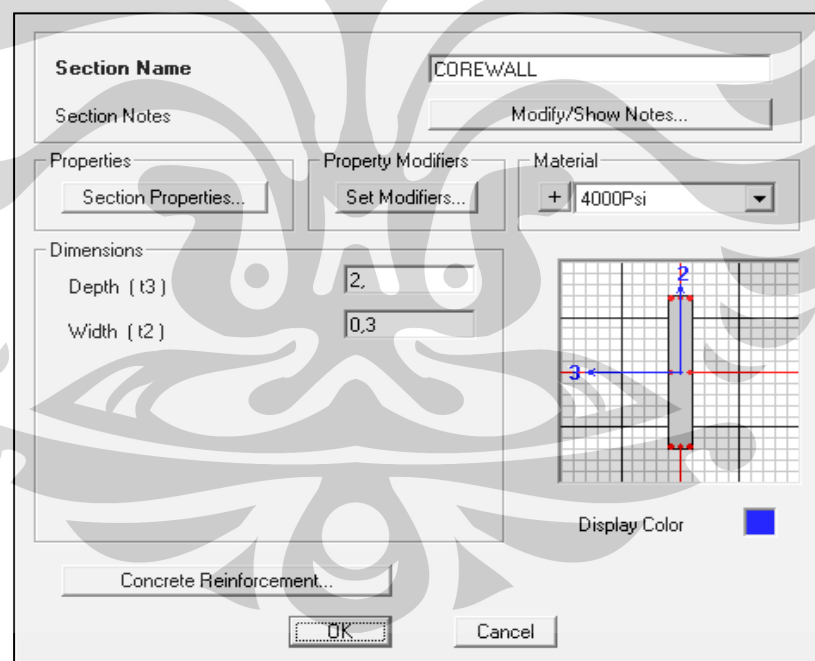 Section Name
COREWALL
Section Notes
Modify/Show Notes...
Properties
Property Modifiers
Material
Section Properties...
Set Modifiers...
+ 4000Psi
Dimensions
Depth ( t3 )
2,
Width ( t2 )
0,3
2
3
Display Color
Concrete Reinforcement...
OK
Cancel